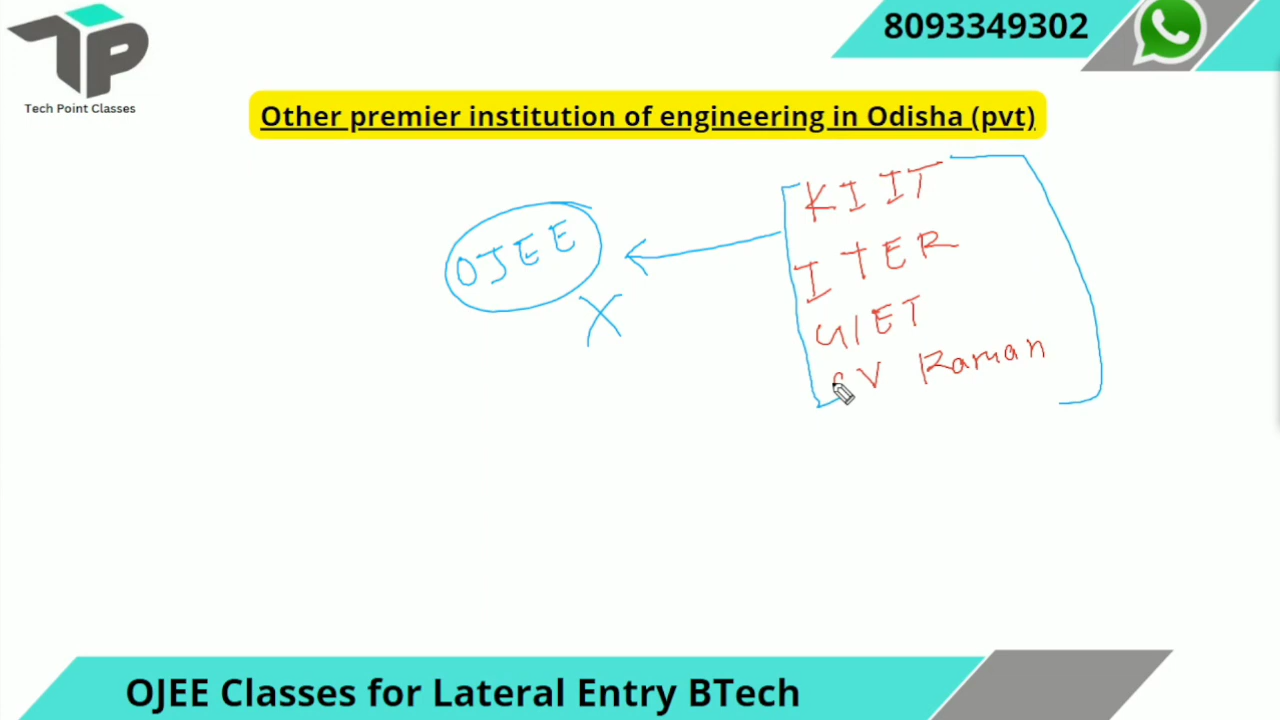 8093349302
TP
Tech Point Classes
Other premier institution of engineering in Odisha (pvt)
KIIT
OJEE
ITER
GIET
X
CV Raman
OJEE Classes for Lateral Entry BTech